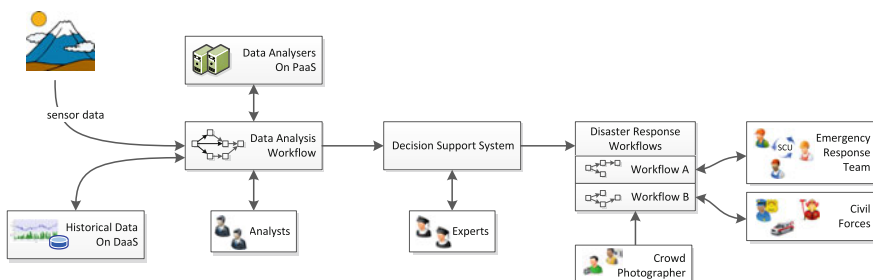 Data Analysers
On PaaS
sensor data
Data Analysis
Workflow
Decision Support System
Disaster Response
Workflows
Workflow A
Workflow B
SCU
Emergency
Response
Team
Historical Data
On DaaS
Analysts
Experts
Civil
Forces
Crowd
Photographer